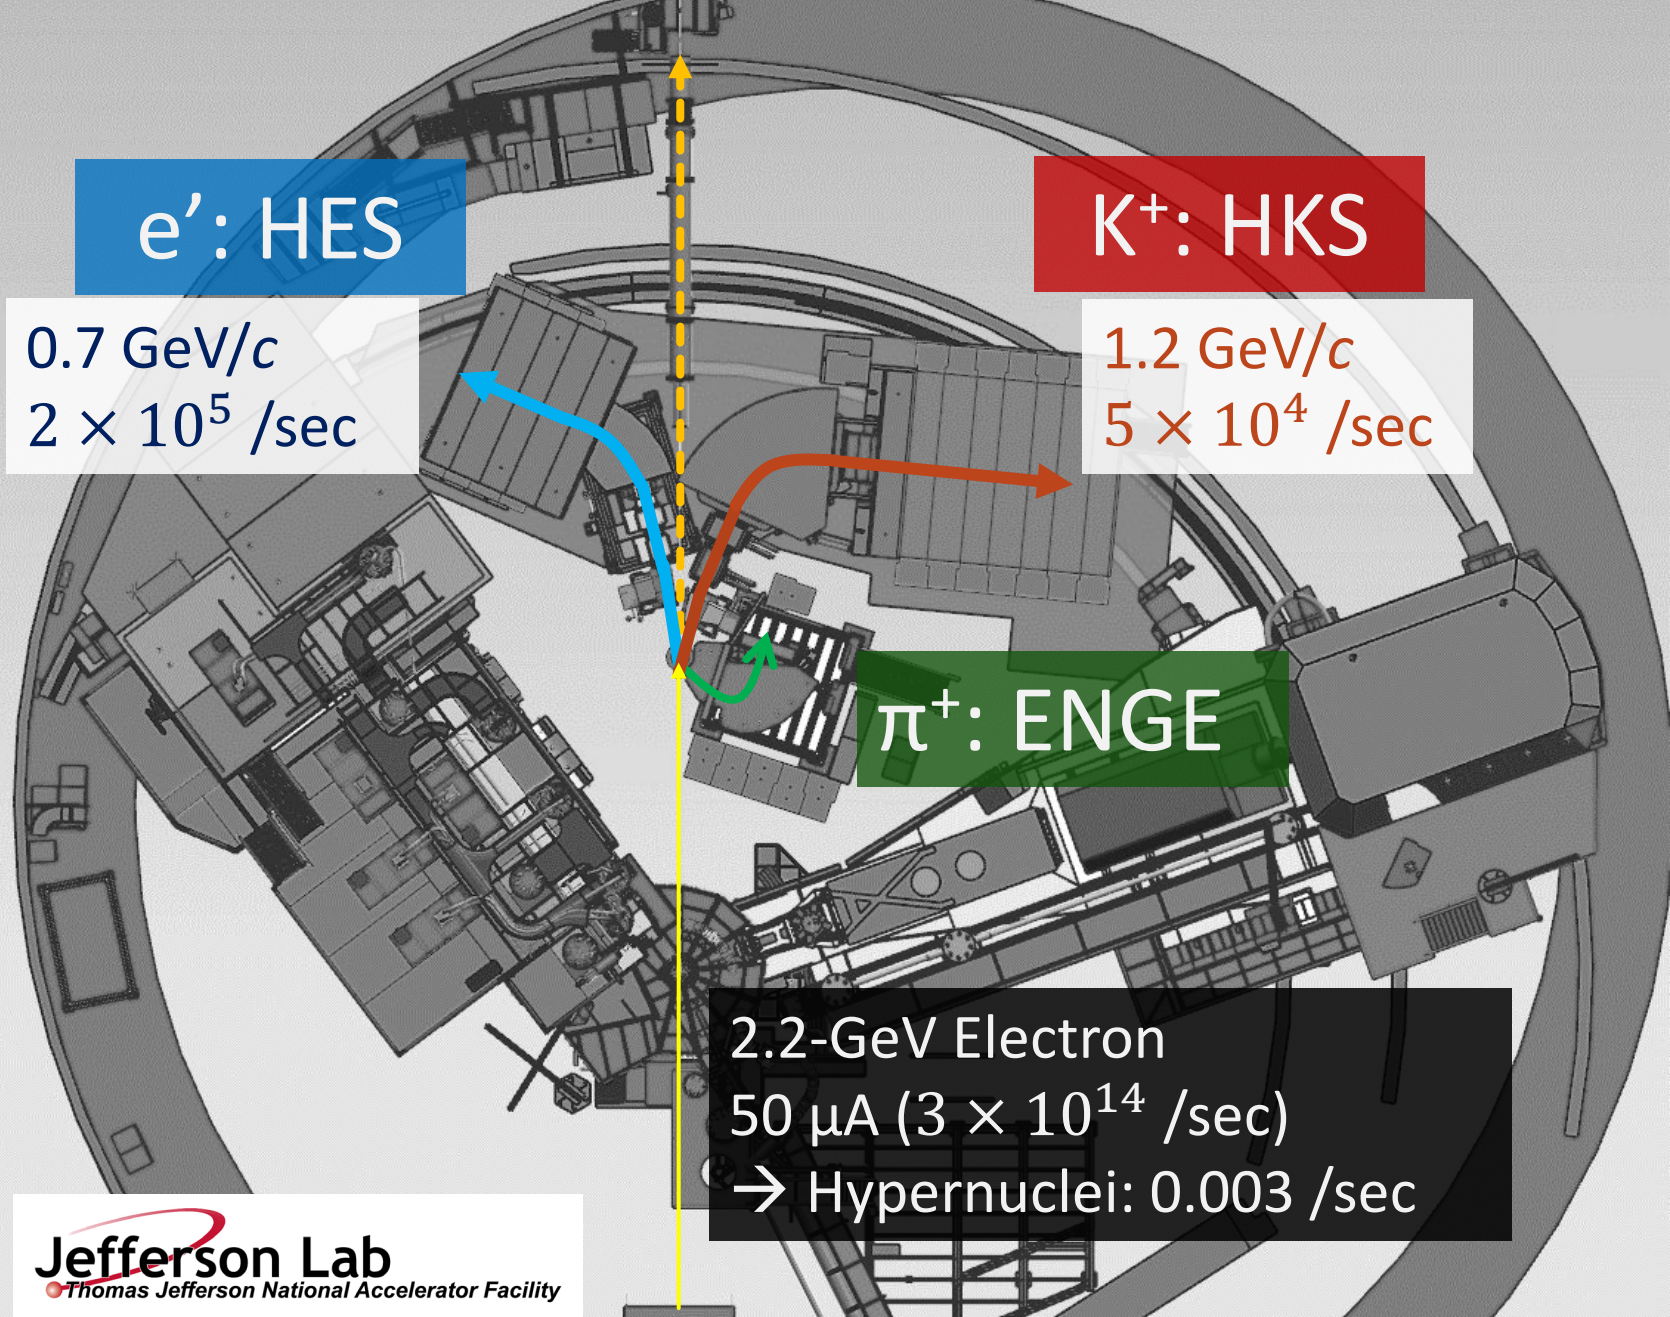 e’: HES
0.7 GeV/c
2 × 10⁵ /sec
K⁺: HKS
1.2 GeV/c
5 × 10⁴ /sec
π⁺: ENGE
2.2-GeV Electron
50 μA (3 × 10¹⁴ /sec)
→ Hypernuclei: 0.003 /sec
Jefferson Lab
Thomas Jefferson National Accelerator Facility